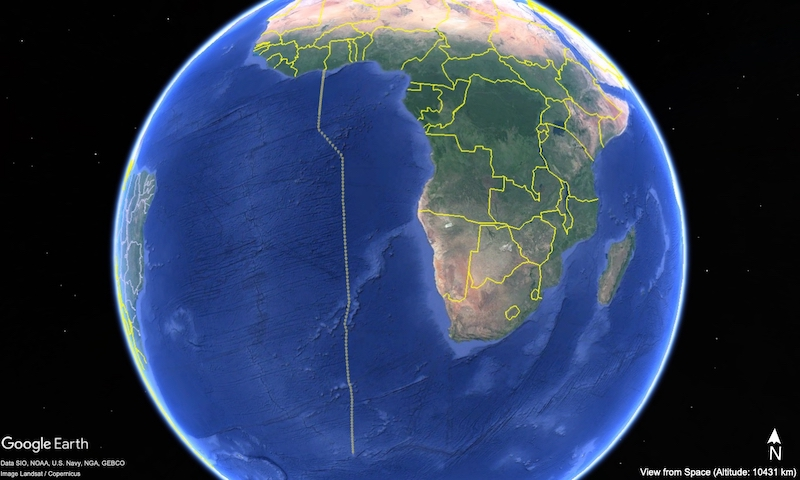 Google Earth
Data SIO, NOAA, U.S. Navy, NGA, GEBCO
Image Landsat / Copernicus
N
View from Space (Altitude: 10431 km)